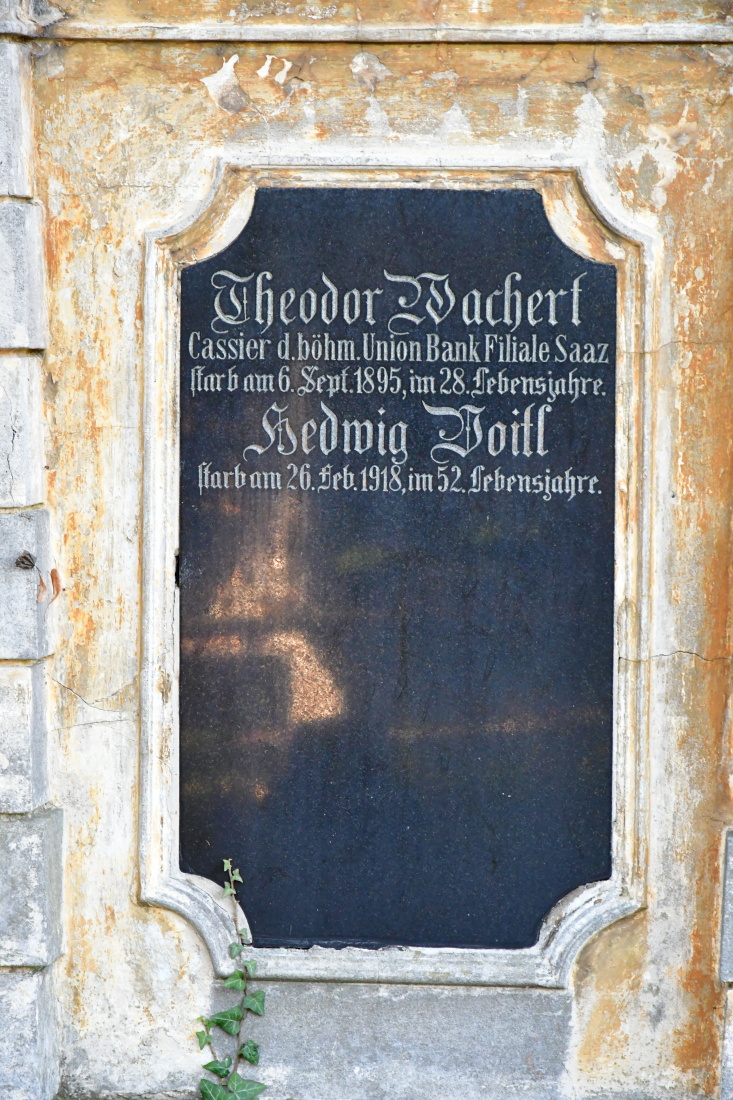 Theodor Wachert
Cassier d. böhm. Union Bank Filiale Saaz
starb am 6. Sept. 1895, im 28. Lebensjahre.
Hedwig Voitl
starb am 26. Feb. 1918, im 52. Lebensjahre.